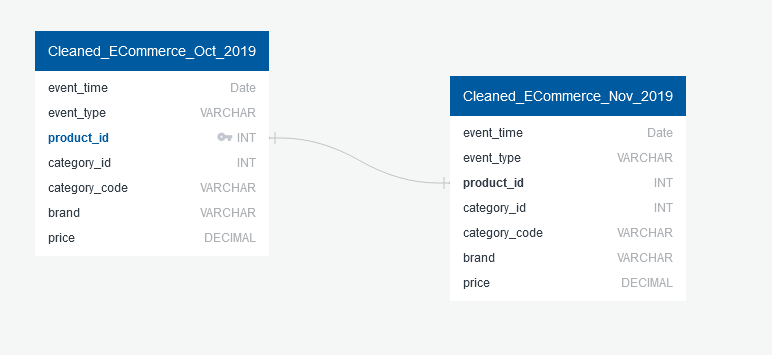 Cleaned_ECommerce_Oct_2019
event_time Date
event_type VARCHAR
product_id INT
category_id INT
category_code VARCHAR
brand VARCHAR
price DECIMAL
Cleaned_ECommerce_Nov_2019
event_time Date
event_type VARCHAR
product_id INT
category_id INT
category_code VARCHAR
brand VARCHAR
price DECIMAL